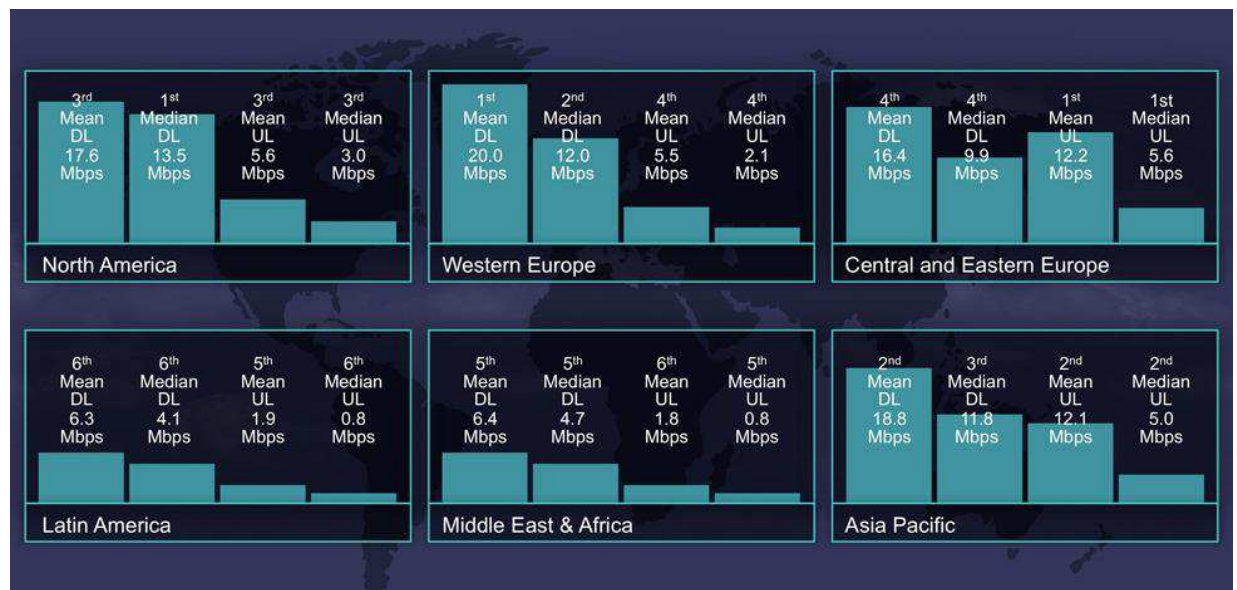 3rd
Mean
DL
17.6
Mbps
1st
Median
DL
13.5
Mbps
3rd
Mean
UL
5.6
Mbps
3rd
Median
UL
3.0
Mbps
North America
1st
Mean
DL
20.0
Mbps
2nd
Median
DL
12.0
Mbps
4th
Mean
UL
5.5
Mbps
4th
Median
UL
2.1
Mbps
Western Europe
4th
Mean
DL
16.4
Mbps
4th
Median
DL
9.9
Mbps
1st
Mean
UL
12.2
Mbps
1st
Median
UL
5.6
Mbps
Central and Eastern Europe
6th
Mean
DL
6.3
Mbps
6th
Median
DL
4.1
Mbps
5th
Mean
UL
1.9
Mbps
6th
Median
UL
0.8
Mbps
Latin America
5th
Mean
DL
6.4
Mbps
5th
Median
DL
4.7
Mbps
6th
Mean
UL
1.8
Mbps
5th
Median
UL
0.8
Mbps
Middle East & Africa
2nd
Mean
DL
18.8
Mbps
3rd
Median
DL
11.8
Mbps
2nd
Mean
UL
12.1
Mbps
2nd
Median
UL
5.0
Mbps
Asia Pacific